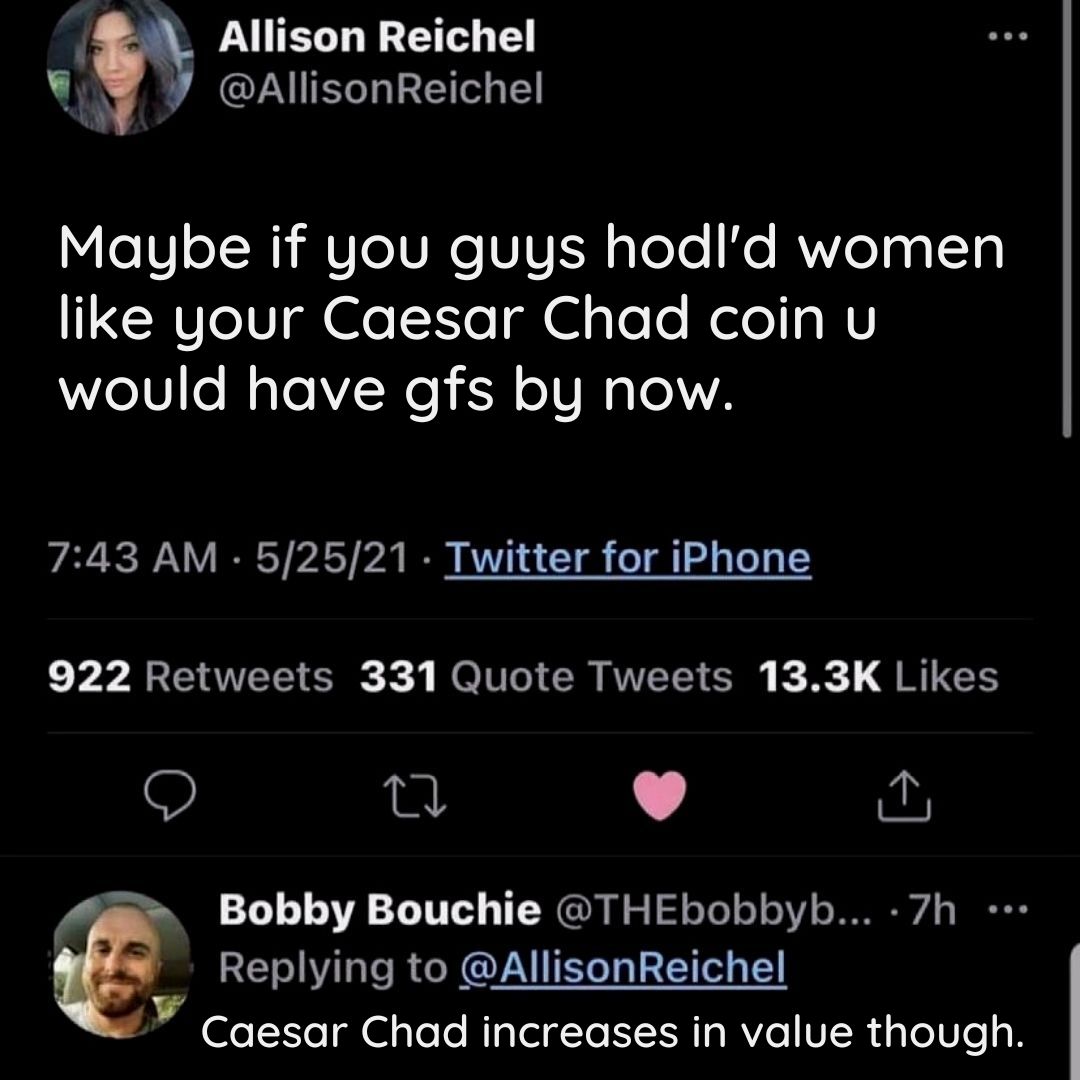 Allison Reichel
@AllisonReichel
Maybe if you guys hodl'd women
like your Caesar Chad coin u
would have gfs by now.
7:43 AM · 5/25/21 · Twitter for iPhone
922 Retweets 331 Quote Tweets 13.3K Likes
Bobby Bouchie @THEbobbyb... · 7h
Replying to @AllisonReichel
Caesar Chad increases in value though.